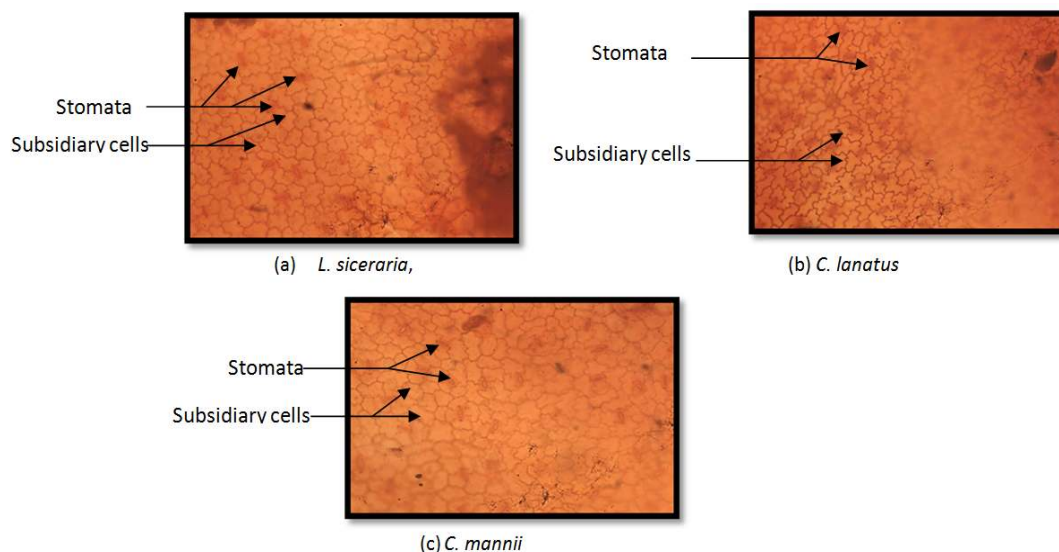 Stomata
Subsidiary cells
(a) L. siceraria,
Stomata
Subsidiary cells
(b) C. lanatus
Stomata
Subsidiary cells
(c) C. mannii